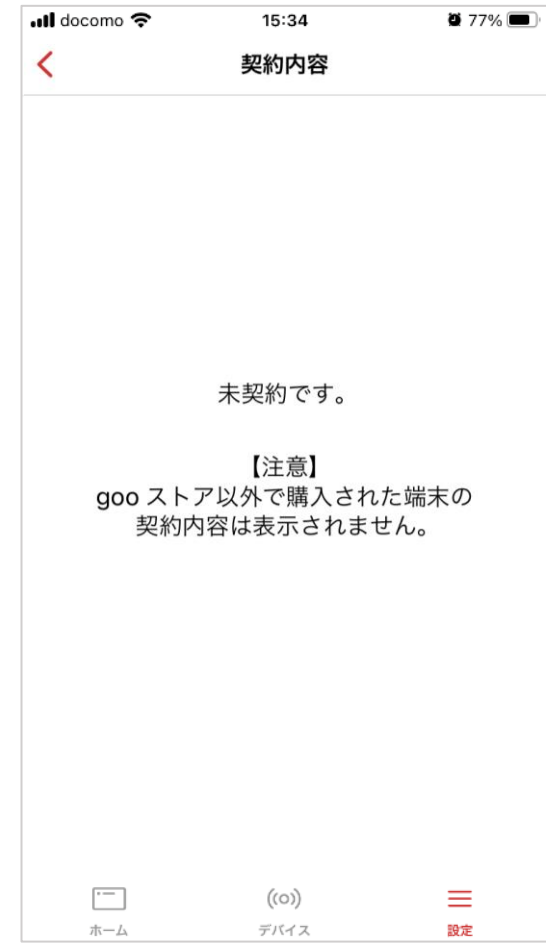 docomo 15:34 77%
契約内容
未契約です。
【注意】
goo ストア以外で購入された端末の
契約内容は表示されません。
ホーム デバイス 設定